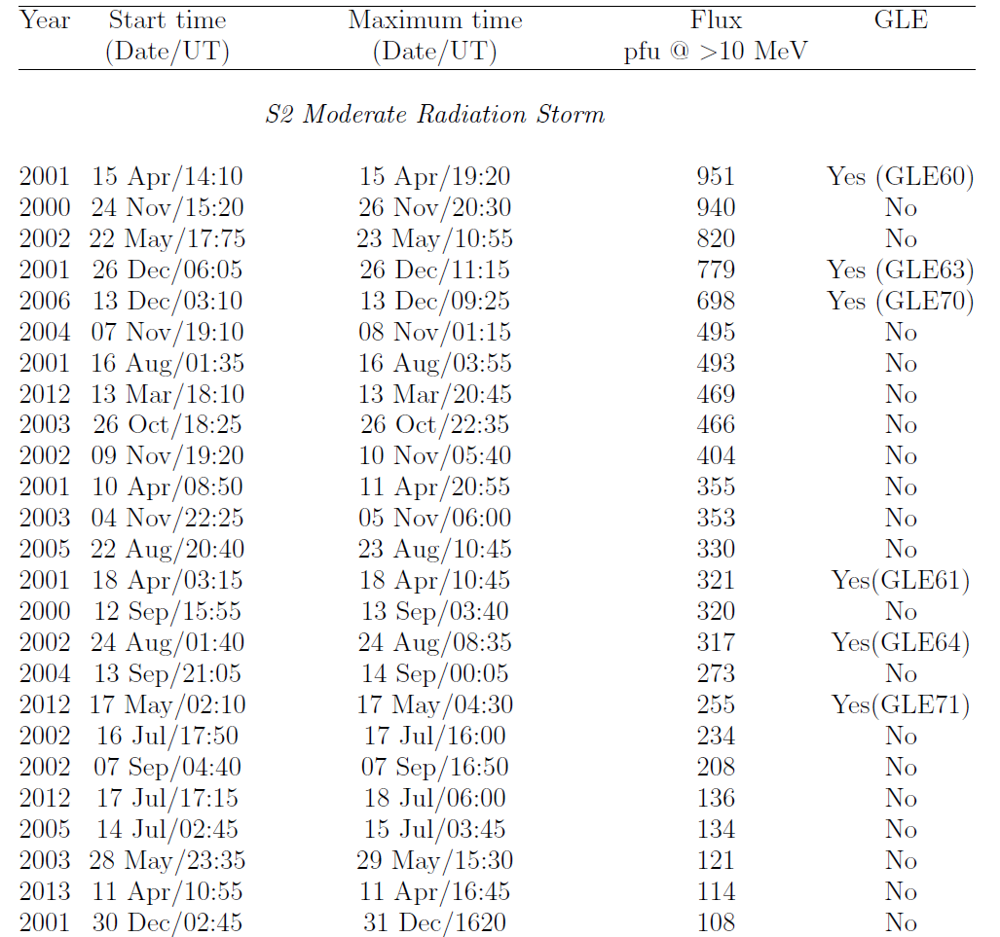 Year Start time Maximum time Flux GLE
(Date/UT) (Date/UT) pfu @ >10 MeV
S2 Moderate Radiation Storm
2001 15 Apr/14:10 15 Apr/19:20 951 Yes (GLE60)
2000 24 Nov/15:20 26 Nov/20:30 940 No
2002 22 May/17:75 23 May/10:55 820 No
2001 26 Dec/06:05 26 Dec/11:15 779 Yes (GLE63)
2006 13 Dec/03:10 13 Dec/09:25 698 Yes (GLE70)
2004 07 Nov/19:10 08 Nov/01:15 495 No
2001 16 Aug/01:35 16 Aug/03:55 493 No
2012 13 Mar/18:10 13 Mar/20:45 469 No
2003 26 Oct/18:25 26 Oct/22:35 466 No
2002 09 Nov/19:20 10 Nov/05:40 404 No
2001 10 Apr/08:50 11 Apr/20:55 355 No
2003 04 Nov/22:25 05 Nov/06:00 353 No
2005 22 Aug/20:40 23 Aug/10:45 330 No
2001 18 Apr/03:15 18 Apr/10:45 321 Yes(GLE61)
2000 12 Sep/15:55 13 Sep/03:40 320 No
2002 24 Aug/01:40 24 Aug/08:35 317 Yes(GLE64)
2004 13 Sep/21:05 14 Sep/00:05 273 No
2012 17 May/02:10 17 May/04:30 255 Yes(GLE71)
2002 16 Jul/17:50 17 Jul/16:00 234 No
2002 07 Sep/04:40 07 Sep/16:50 208 No
2012 17 Jul/17:15 18 Jul/06:00 136 No
2005 14 Jul/02:45 15 Jul/03:45 134 No
2003 28 May/23:35 29 May/15:30 121 No
2013 11 Apr/10:55 11 Apr/16:45 114 No
2001 30 Dec/02:45 31 Dec/1620 108 No